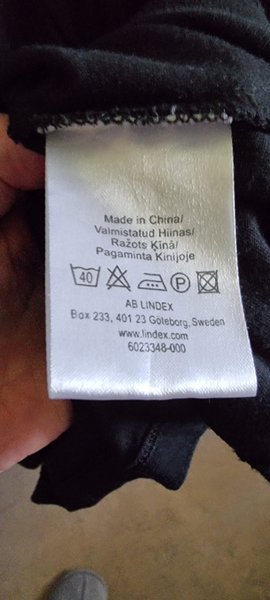 Made in China/
Valmistatud Hiinas/
Ražots Ķīnā/
Pagaminta Kinijoje
40 P
AB LINDEX
Box 233, 401 23 Göteborg, Sweden
www.lindex.com
6023348-000